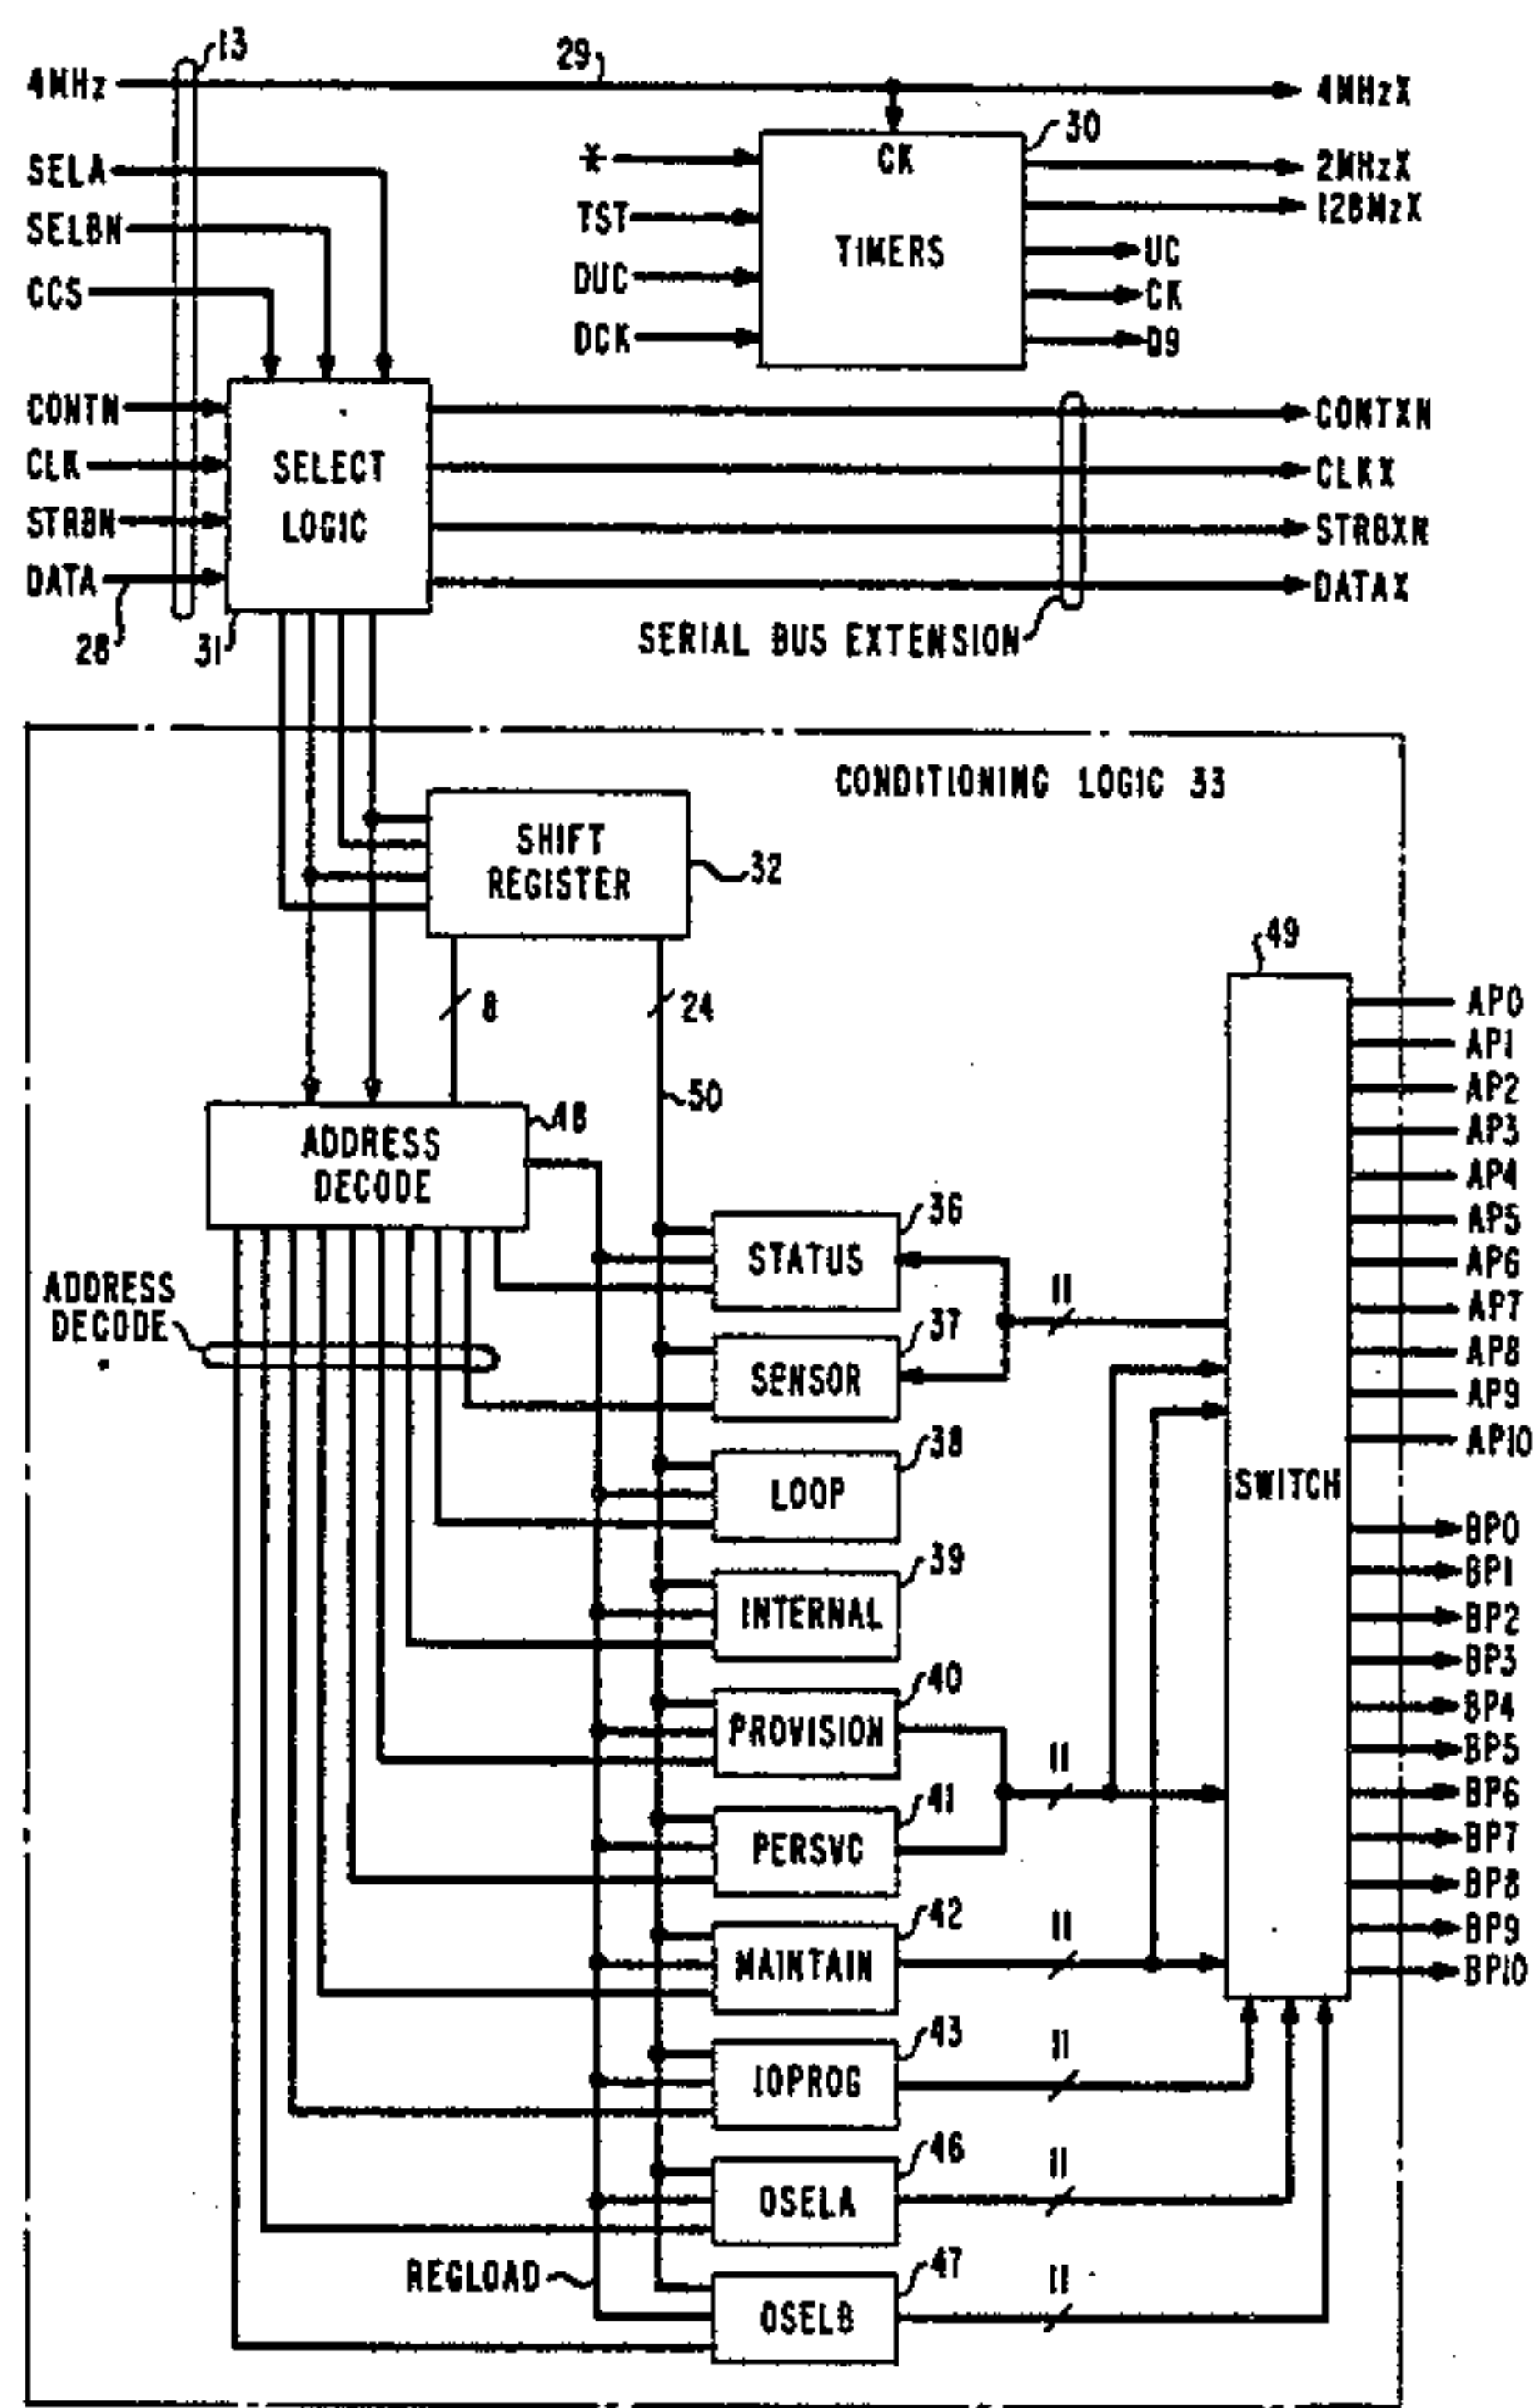 13
29
4MHz
4MHzX
30
CK
*
2MHzX
SELA
128MzX
TST
SELBN
TIMERS
UC
DUC
CCS
CK
DCK
D9
CONTN
CONTXN
CLK
SELECT
LOGIC
CLKX
STRBN
STRBXN
DATA
DATAX
28
31
SERIAL BUS EXTENSION
CONDITIONING LOGIC 33
SHIFT
REGISTER
32
49
8
24
AP0
AP1
50
AP2
48
AP3
ADDRESS
DECODE
AP4
36
AP5
STATUS
AP6
ADDRESS
DECODE
11
AP7
37
AP8
SENSOR
AP9
38
AP10
LOOP
SWITCH
BP0
39
BP1
INTERNAL
BP2
BP3
40
BP4
PROVISION
11
BP5
BP6
41
BP7
PERSVC
BP8
42
11
BP9
MAINTAIN
BP10
43
11
IOPROG
46
11
OSELA
REGLOAD
47
11
OSELB